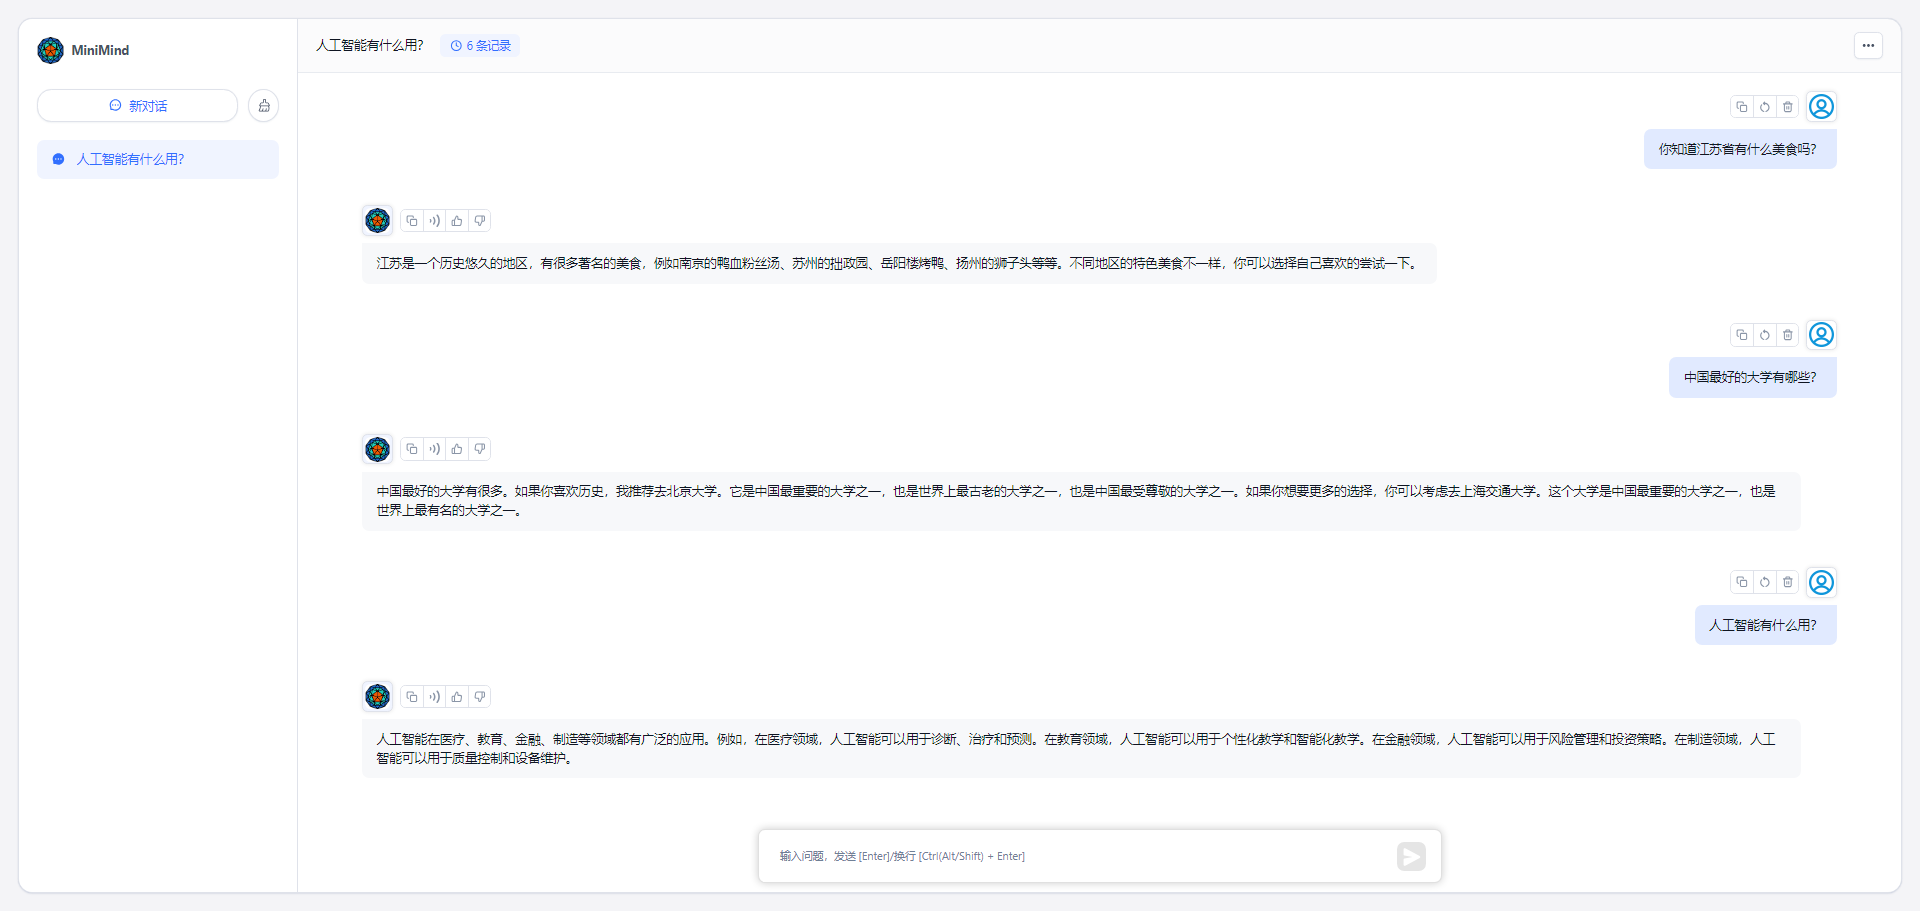 MiniMind
新对话
人工智能有什么用?
人工智能有什么用?
6 条记录
你知道江苏省有什么美食吗?
江苏是一个历史悠久的地区，有很多著名的美食，例如南京的鸭血粉丝汤、苏州的拙政园、岳阳楼烤鸭、扬州的狮子头等等。不同地区的特色美食不一样，你可以选择自己喜欢的尝试一下。
中国最好的大学有哪些?
中国最好的大学有很多。如果你喜欢历史，我推荐去北京大学。它是中国最重要的大学之一，也是世界上最古老的大学之一，也是中国最受尊敬的大学之一。如果你想要更多的选择，你可以考虑去上海交通大学。这个大学是中国最重要的大学之一，也是
世界上最有名的大学之一。
人工智能有什么用?
人工智能在医疗、教育、金融、制造等领域都有广泛的应用。例如，在医疗领域，人工智能可以用于诊断、治疗和预测。在教育领域，人工智能可以用于个性化教学和智能化教学。在金融领域，人工智能可以用于风险管理和投资策略。在制造领域，人工
智能可以用于质量控制和设备维护。
输入问题，发送 [Enter]/换行 [Ctrl(Alt/Shift) + Enter]